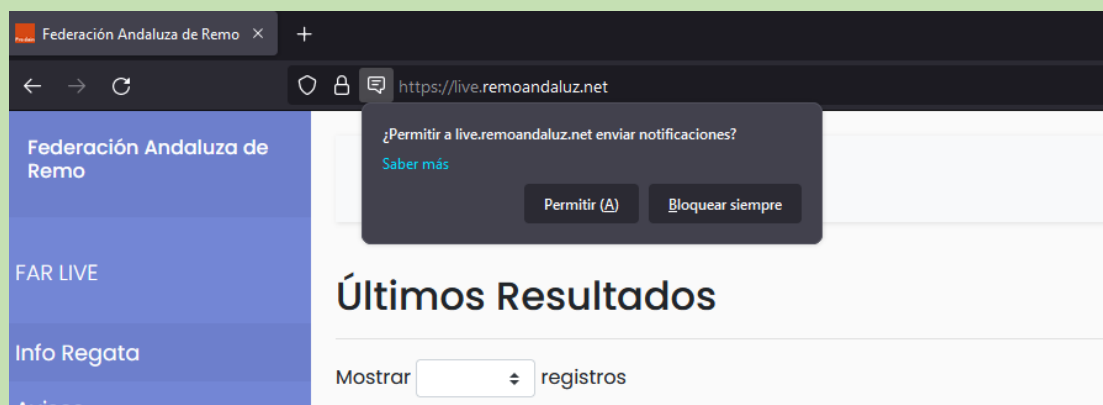 Federación Andaluza de Remo
https://live.remoandaluz.net
¿Permitir a live.remoandaluz.net enviar notificaciones?
Saber más
Permitir (A)
Bloquear siempre
Federación Andaluza de
Remo
FAR LIVE
Info Regata
Últimos Resultados
Mostrar
registros